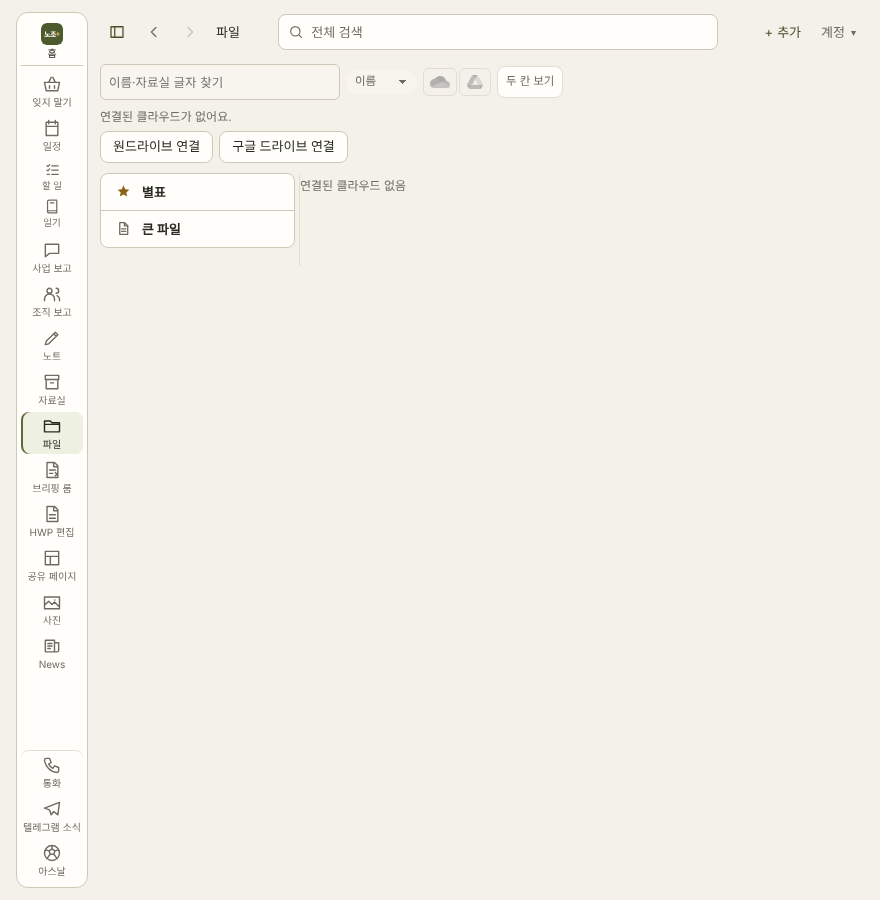 노조+
홈
잊지 말기
일정
할 일
일기
사업 보고
조직 보고
노트
자료실
파일
브리핑 룸
HWP 편집
공유 페이지
사진
News
통화
텔레그램 소식
아스날
파일
전체 검색
+ 추가
계정 ▾
이름·자료실 글자 찾기
이름
두 칸 보기
연결된 클라우드가 없어요.
원드라이브 연결
구글 드라이브 연결
별표
큰 파일
연결된 클라우드 없음